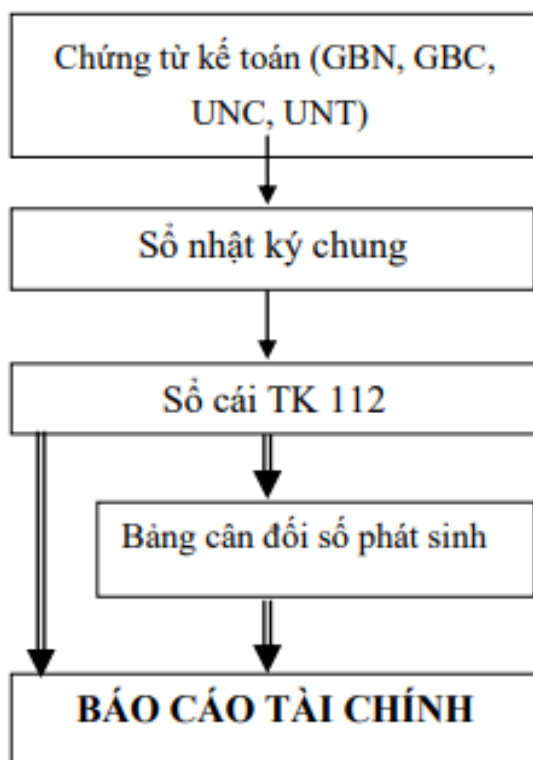 Chứng từ kế toán (GBN, GBC,
UNC, UNT)
Sổ nhật ký chung
Sổ cái TK 112
Bảng cân đối số phát sinh
BÁO CÁO TÀI CHÍNH